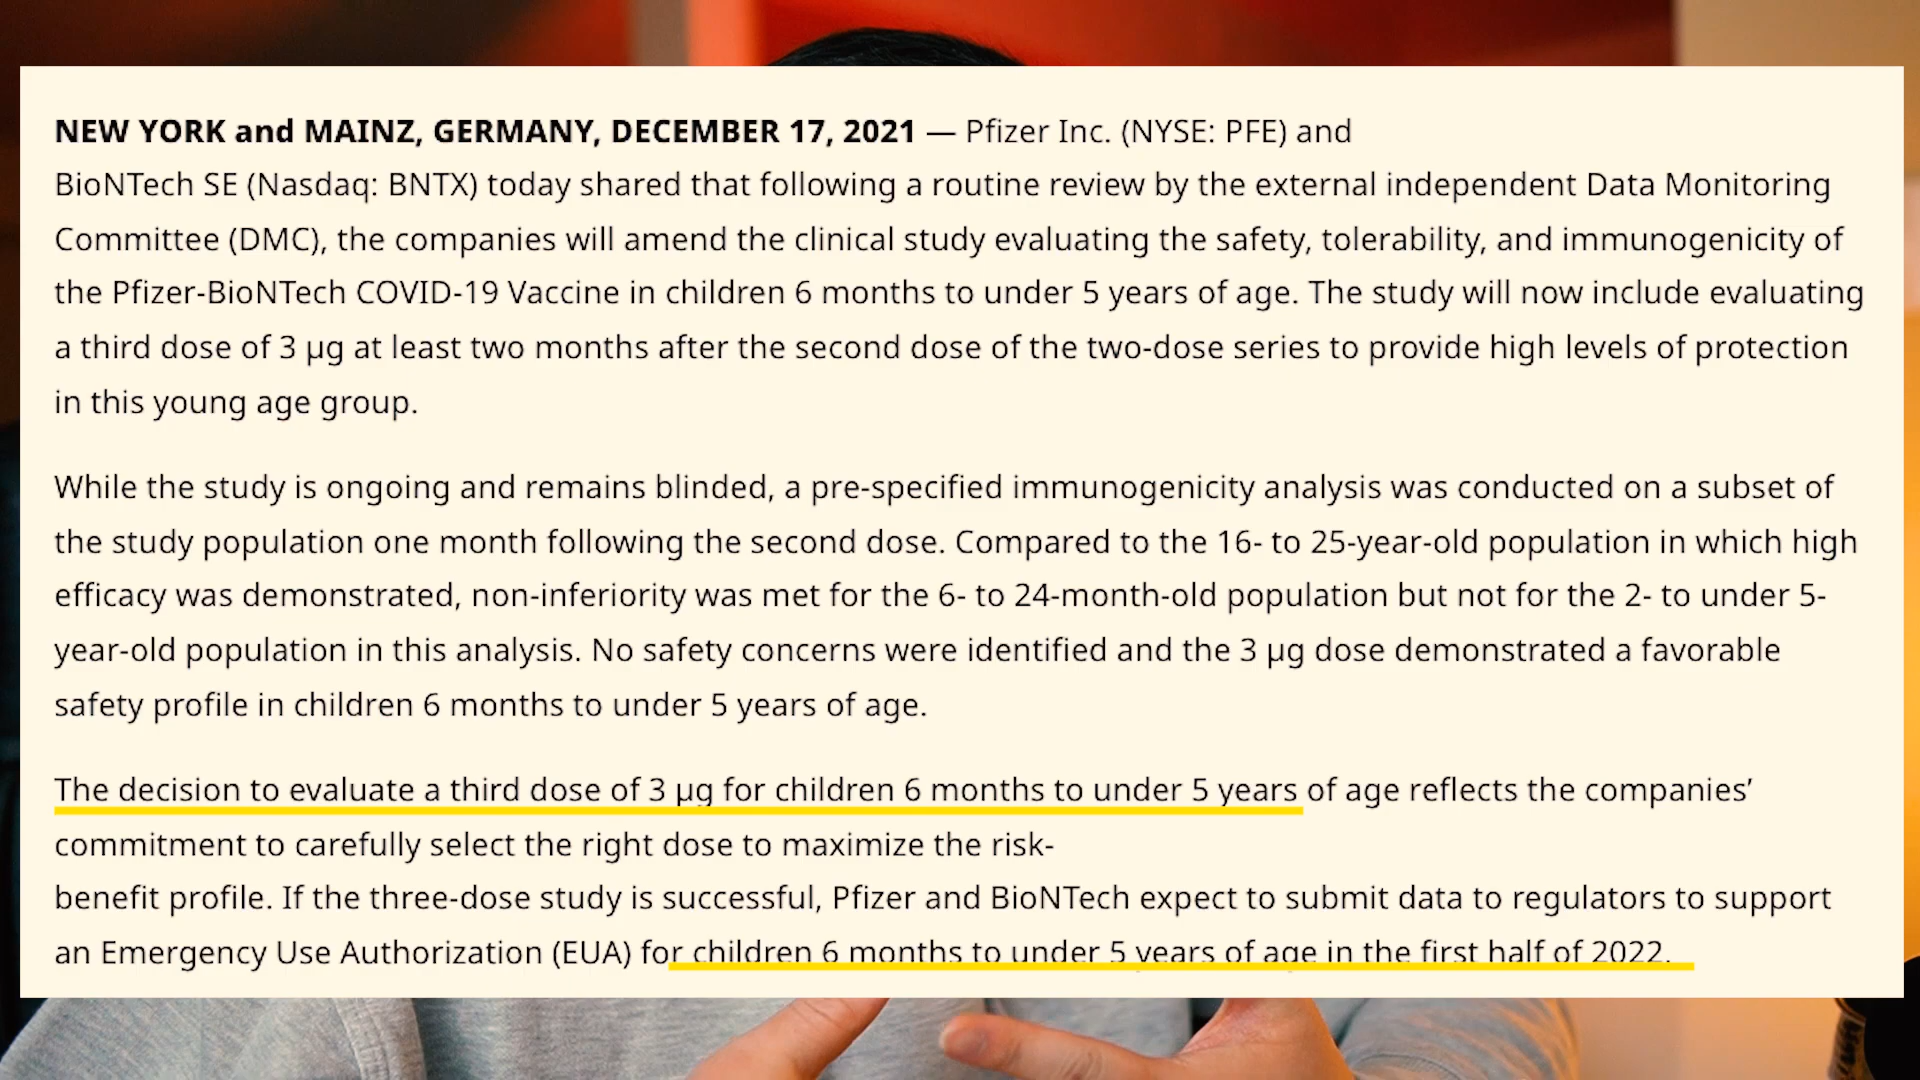 NEW YORK and MAINZ, GERMANY, DECEMBER 17, 2021 — Pfizer Inc. (NYSE: PFE) and
BioNTech SE (Nasdaq: BNTX) today shared that following a routine review by the external independent Data Monitoring
Committee (DMC), the companies will amend the clinical study evaluating the safety, tolerability, and immunogenicity of
the Pfizer-BioNTech COVID-19 Vaccine in children 6 months to under 5 years of age. The study will now include evaluating
a third dose of 3 µg at least two months after the second dose of the two-dose series to provide high levels of protection
in this young age group.
While the study is ongoing and remains blinded, a pre-specified immunogenicity analysis was conducted on a subset of
the study population one month following the second dose. Compared to the 16- to 25-year-old population in which high
efficacy was demonstrated, non-inferiority was met for the 6- to 24-month-old population but not for the 2- to under 5-
year-old population in this analysis. No safety concerns were identified and the 3 µg dose demonstrated a favorable
safety profile in children 6 months to under 5 years of age.
The decision to evaluate a third dose of 3 µg for children 6 months to under 5 years of age reflects the companies’
commitment to carefully select the right dose to maximize the risk-
benefit profile. If the three-dose study is successful, Pfizer and BioNTech expect to submit data to regulators to support
an Emergency Use Authorization (EUA) for children 6 months to under 5 years of age in the first half of 2022.